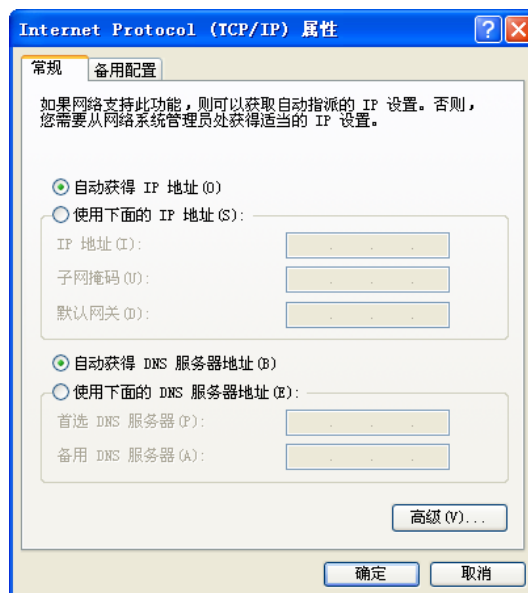 Internet Protocol (TCP/IP) 属性
常规
备用配置
如果网络支持此功能，则可以获取自动指派的 IP 设置。否则，
您需要从网络系统管理员处获得适当的 IP 设置。
自动获得 IP 地址(O)
使用下面的 IP 地址(S):
IP 地址(I):
子网掩码(U):
默认网关(D):
自动获得 DNS 服务器地址(B)
使用下面的 DNS 服务器地址(E):
首选 DNS 服务器(P):
备用 DNS 服务器(A):
高级(V)...
确定
取消